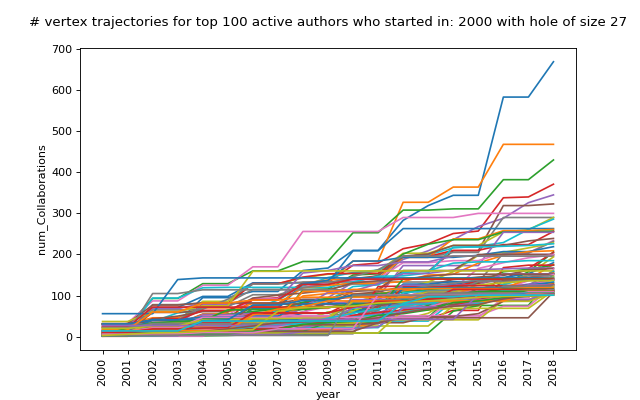 # vertex trajectories for top 100 active authors who started in: 2000 with hole of size 27
700
600
500
400
300
200
100
0
num_Collaborations
2000 2001 2002 2003 2004 2005 2006 2007 2008 2009 2010 2011 2012 2013 2014 2015 2016 2017 2018
year